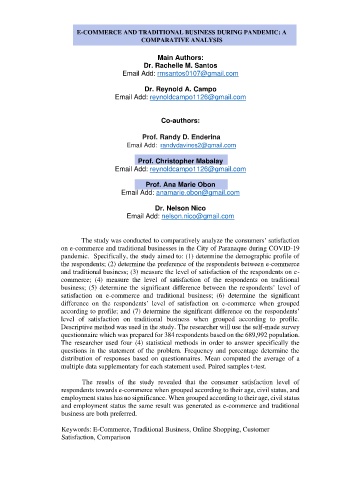 E-COMMERCE AND TRADITIONAL BUSINESS DURING PANDEMIC: A
COMPARATIVE ANALYSIS
Main Authors:
Dr. Rachelle M. Santos
Email Add: rmsantos0107@gmail.com
Dr. Reynold A. Campo
Email Add: reynoldcampo1126@gmail.com
Co-authors:
Prof. Randy D. Enderina
Email Add: randydavines2@gmail.com
Prof. Christopher Mabalay
Email Add: reynoldcampo1126@gmail.com
Prof. Ana Marie Obon
Email Add: anamarie.obon@gmail.com
Dr. Nelson Nico
Email Add: nelson.nico@gmail.com
The study was conducted to comparatively analyze the consumers' satisfaction
on e-commerce and traditional businesses in the City of Paranaque during COVID-19
pandemic. Specifically, the study aimed to: (1) determine the demographic profile of
the respondents; (2) determine the preference of the respondents between e-commerce
and traditional business; (3) measure the level of satisfaction of the respondents on e-
commerce; (4) measure the level of satisfaction of the respondents on traditional
business; (5) determine the significant difference between the respondents' level of
satisfaction on e-commerce and traditional business; (6) determine the significant
difference on the respondents' level of satisfaction on e-commerce when grouped
according to profile; and (7) determine the significant difference on the respondents'
level of satisfaction on traditional business when grouped according to profile.
Descriptive method was used in the study. The researcher will use the self-made survey
questionnaire which was prepared for 384 respondents based on the 689,992 population.
The researcher used four (4) statistical methods in order to answer specifically the
questions in the statement of the problem. Frequency and percentage determine the
distribution of responses based on questionnaires. Mean computed the average of a
multiple data supplementary for each statement used. Paired samples t-test.
The results of the study revealed that the consumer satisfaction level of
respondents towards e-commerce when grouped according to their age, civil status, and
employment status has no significance. When grouped according to their age, civil status
and employment status the same result was generated as e-commerce and traditional
business are both preferred.
Keywords: E-Commerce, Traditional Business, Online Shopping, Customer
Satisfaction, Comparison